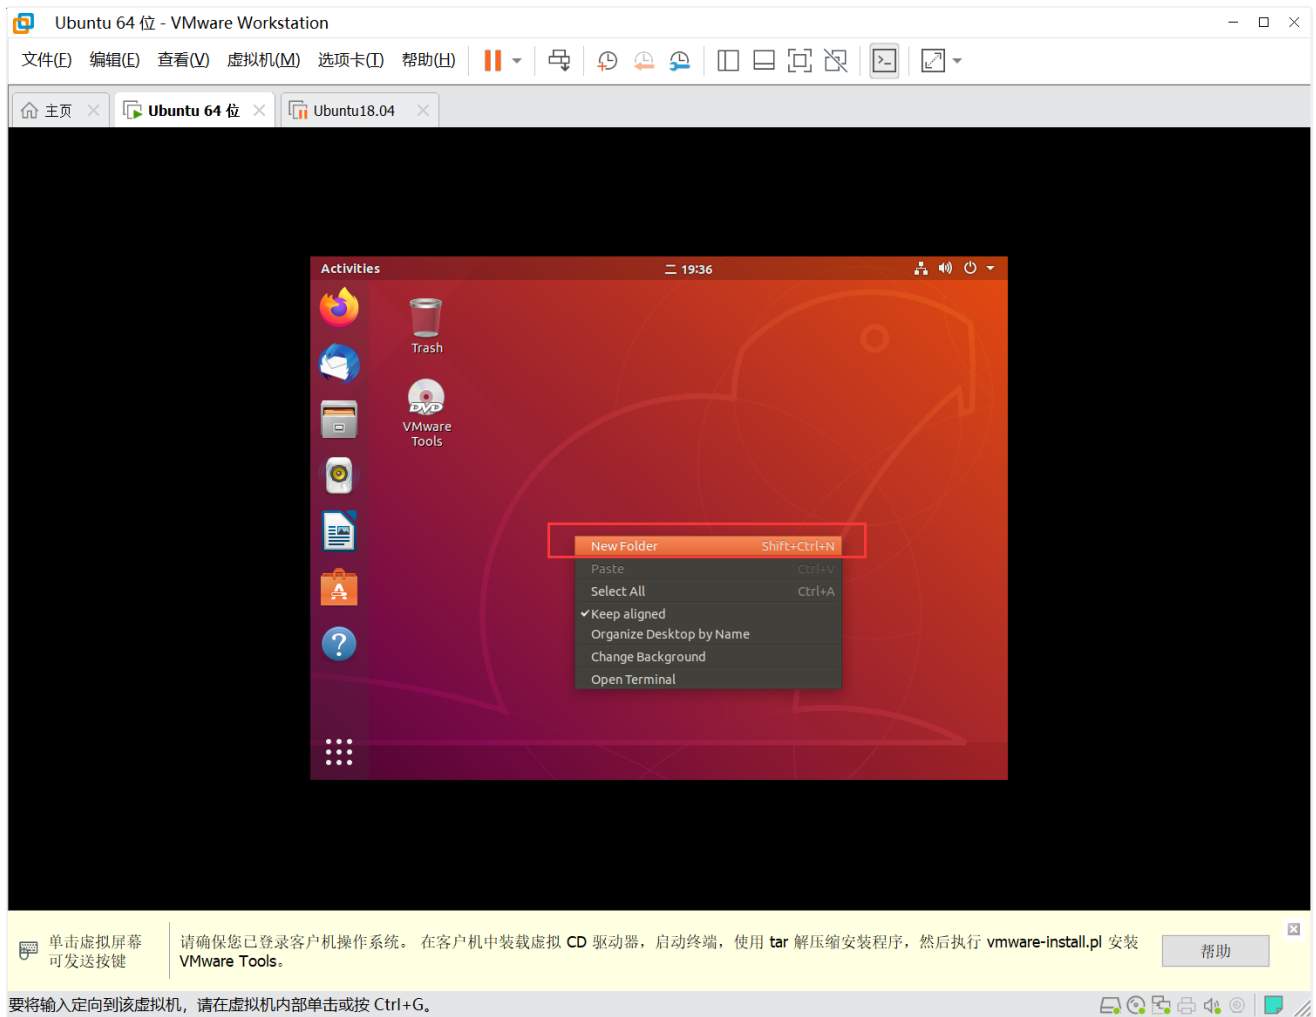 Ubuntu 64 位 - VMware Workstation
文件(F) 编辑(E) 查看(V) 虚拟机(M) 选项卡(T) 帮助(H)
主页 Ubuntu 64 位 Ubuntu18.04
Activities 二 19:36
Trash
DVD
VMware
Tools
New Folder Shift+Ctrl+N
Paste Ctrl+V
Select All Ctrl+A
Keep aligned
Organize Desktop by Name
Change Background
Open Terminal
单击虚拟屏幕
可发送按键
请确保您已登录客户机操作系统。 在客户机中装载虚拟 CD 驱动器，启动终端，使用 tar 解压缩安装程序，然后执行 vmware-install.pl 安装
VMware Tools。
帮助
要将输入定向到该虚拟机，请在虚拟机内部单击或按 Ctrl+G。